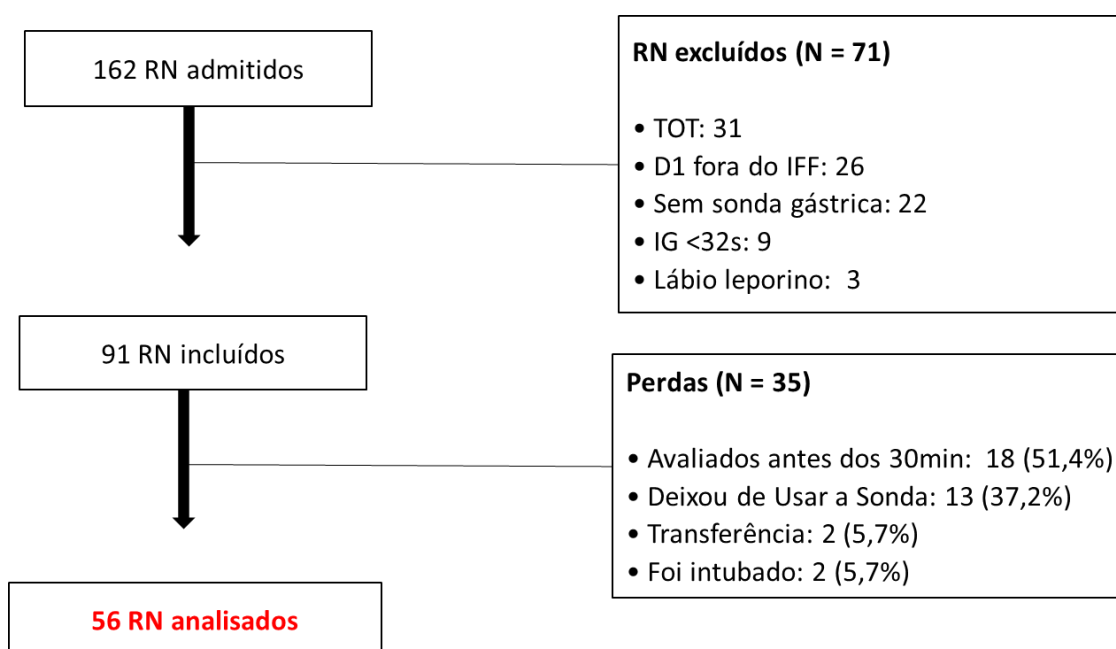 162 RN admitidos
RN excluídos (N = 71)
• TOT: 31
• D1 fora do IFF: 26
• Sem sonda gástrica: 22
• IG <32s: 9
• Lábio leporino:  3
91 RN incluídos
Perdas (N = 35)
• Avaliados antes dos 30min:  18 (51,4%)
• Deixou de Usar a Sonda: 13 (37,2%)
• Transferência: 2 (5,7%)
• Foi intubado: 2 (5,7%)
56 RN analisados